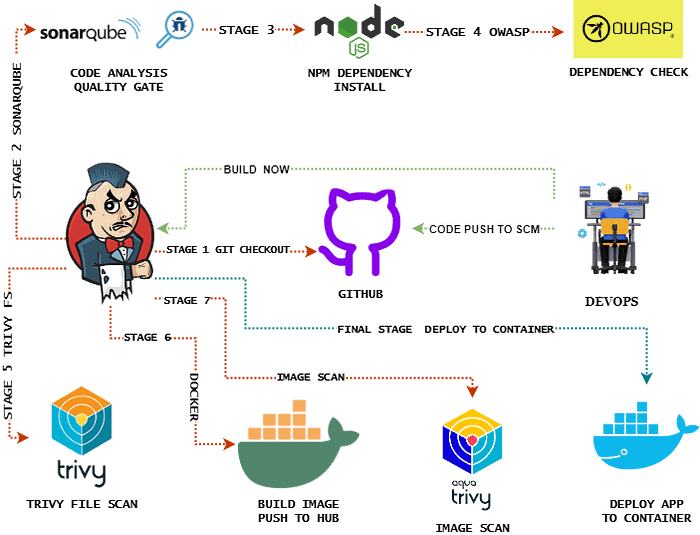 sonarqube
STAGE 3
node
JS
STAGE 4 OWASP
OWASP
CODE ANALYSIS
QUALITY GATE
NPM DEPENDENCY
INSTALL
DEPENDENCY CHECK
STAGE 2 SONARQUBE
BUILD NOW
CODE PUSH TO SCM
STAGE 1 GIT CHECKOUT
GITHUB
DEVOPS
STAGE 7
STAGE 5 TRIVY FS
FINAL STAGE DEPLOY TO CONTAINER
STAGE 6
DOCKER
IMAGE SCAN
trivy
aqua
trivy
TRIVY FILE SCAN
BUILD IMAGE
PUSH TO HUB
IMAGE SCAN
DEPLOY APP
TO CONTAINER